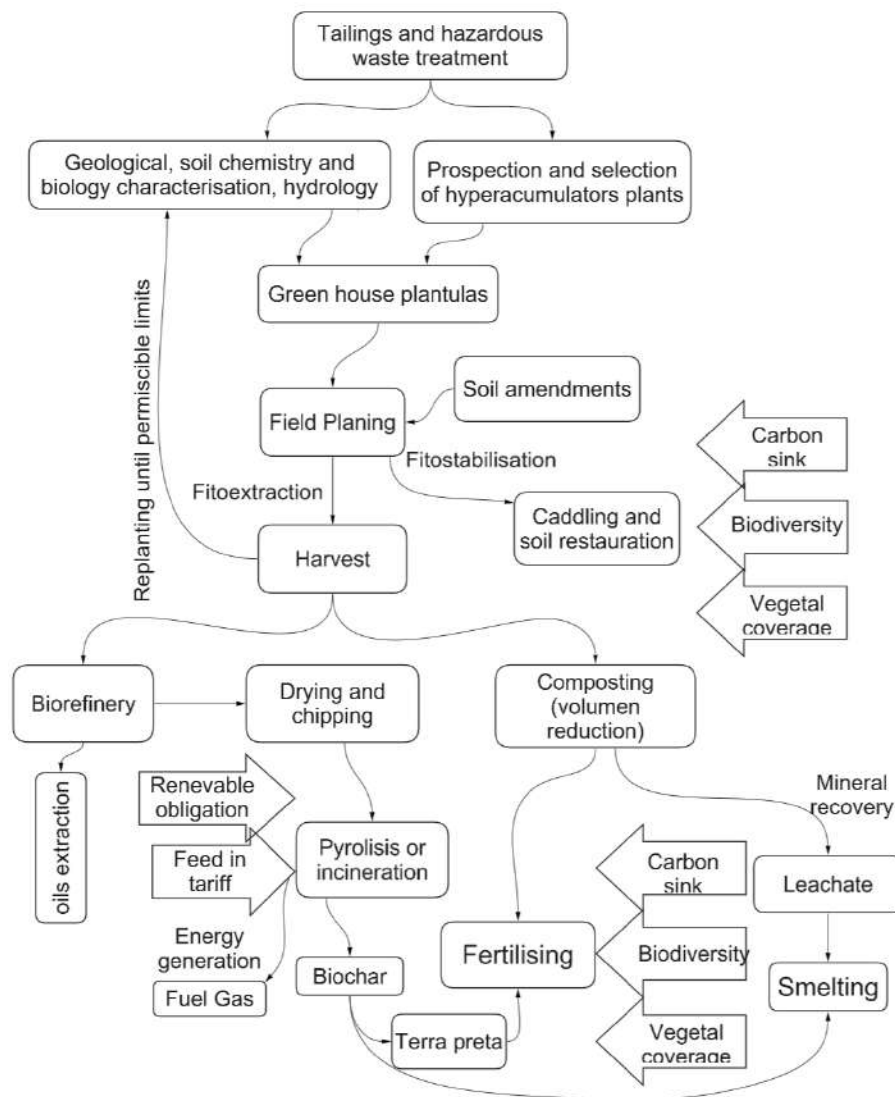 Tailings and hazardous
waste treatment
Geological, soil chemistry and
biology characterisation, hydrology
Prospection and selection
of hyperacumulators plants
Green house plantulas
Replanting until permiscible limits
Soil amendments
Field Planing
Fitostabilisation
Fitoextraction
Carbon
sink
Caddling and
soil restauration
Biodiversity
Harvest
Vegetal
coverage
Biorefinery
Drying and
chipping
Composting
(volumen
reduction)
oils extraction
Renevable
obligation
Mineral
recovery
Feed in
tariff
Pyrolisis or
incineration
Carbon
sink
Leachate
Energy
generation
Fertilising
Biodiversity
Biochar
Fuel Gas
Smelting
Terra preta
Vegetal
coverage